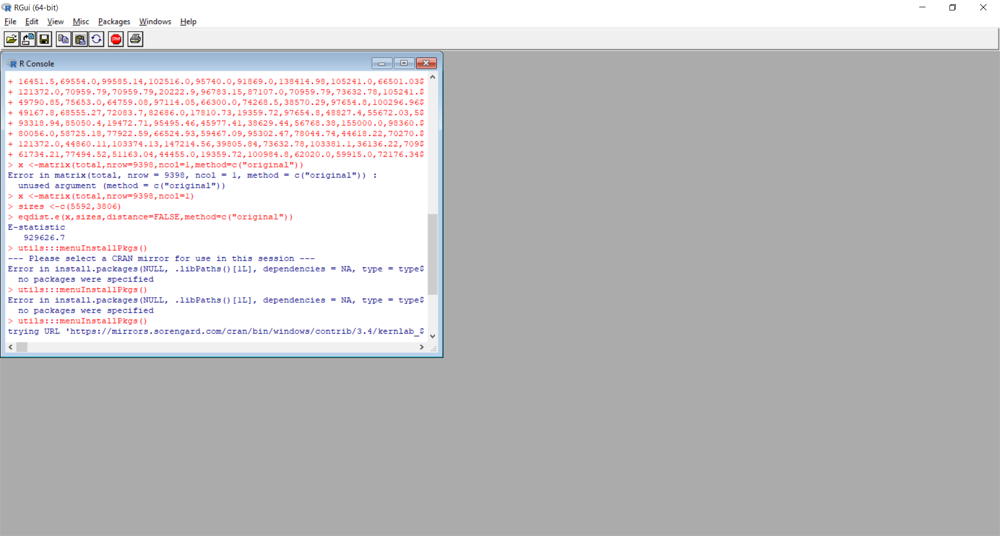 RGui (64-bit)
File Edit View Misc Packages Windows Help
STOP
R Console
+ 16451.5,69554.0,99585.14,102516.0,95740.0,91869.0,138414.98,105241.0,66501.03$
+ 121372.0,70959.79,70959.79,20222.9,96783.15,87107.0,70959.79,73632.78,105241.$
+ 49790.85,75653.0,64759.08,97114.05,66300.0,74268.5,38570.29,97654.8,100296.96$
+ 49167.8,68555.27,72083.7,82686.0,17810.73,19359.72,97654.8,48827.4,55672.03,5$
+ 93318.94,85050.4,19472.71,95495.46,45977.41,38629.44,56768.38,155000.0,98360.$
+ 80056.0,58725.18,77922.59,66524.93,59467.09,95302.47,78044.74,44618.22,70270.$
+ 121372.0,44860.11,103374.13,147214.56,39805.84,73632.78,103381.1,36136.22,709$
+ 61734.21,77494.52,51163.04,44455.0,19359.72,100984.8,62020.0,59915.0,72176.34$
> x <-matrix(total,nrow=9398,ncol=1,method=c("original"))
Error in matrix(total, nrow = 9398, ncol = 1, method = c("original")) :
unused argument (method = c("original"))
> x <-matrix(total,nrow=9398,ncol=1)
> sizes <-c(5592,3806)
> eqdist.e(x,sizes,distance=FALSE,method=c("original"))
E-statistic
929626.7
> utils:::menuInstallPkgs()
--- Please select a CRAN mirror for use in this session ---
Error in install.packages(NULL, .libPaths()[1L], dependencies = NA, type = type$
no packages were specified
> utils:::menuInstallPkgs()
Error in install.packages(NULL, .libPaths()[1L], dependencies = NA, type = type$
no packages were specified
> utils:::menuInstallPkgs()
trying URL 'https://mirrors.sorengard.com/cran/bin/windows/contrib/3.4/kernlab_$